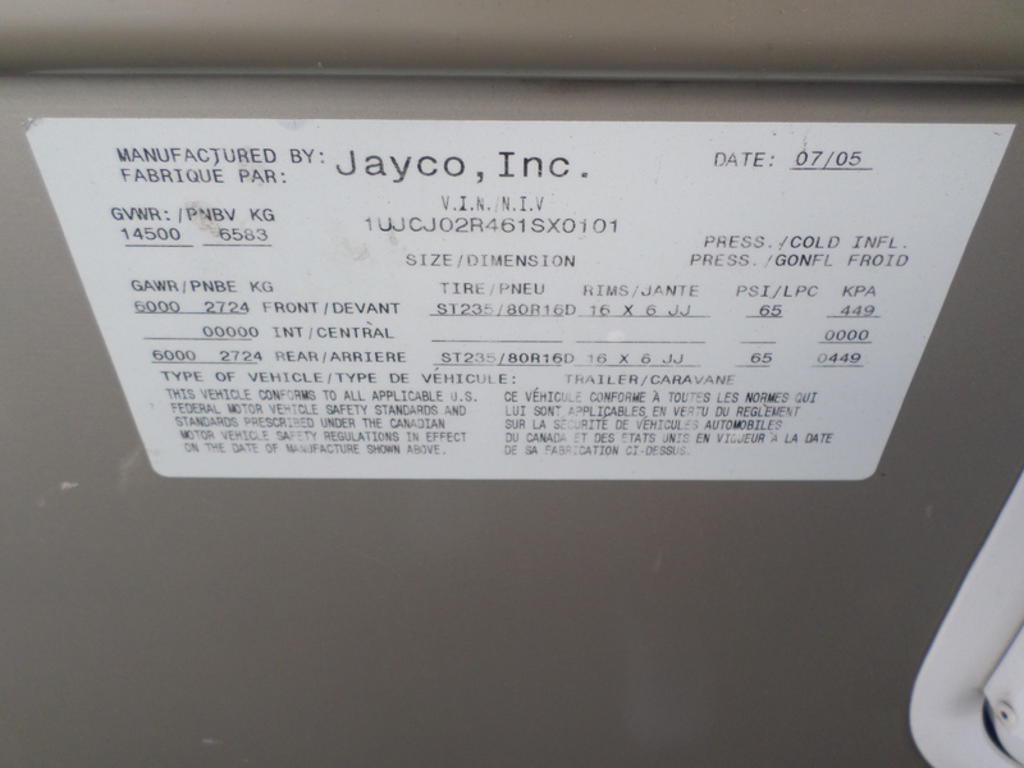 MANUFACTURED BY: Jayco, Inc. DATE: 07/05
FABRIQUE PAR:
V.I.N./N.I.V
GVWR:/PNBV KG 1UJCJ02R461SX0101
14500 6583
PRESS./COLD INFL.
SIZE/DIMENSION PRESS./GONFL FROID
GAWR/PNBE KG TIRE/PNEU RIMS/JANTE PSI/LPC KPA
6000 2724 FRONT/DEVANT ST235/80R16D 16 X 6 JJ 65 449
00000 INT/CENTRAL 0000
6000 2724 REAR/ARRIERE ST235/80R16D 16 X 6 JJ 65 0449
TYPE OF VEHICLE/TYPE DE VÉHICULE: TRAILER/CARAVANE
THIS VEHICLE CONFORMS TO ALL APPLICABLE U.S.
FEDERAL MOTOR VEHICLE SAFETY STANDARDS AND
STANDARDS PRESCRIBED UNDER THE CANADIAN
MOTOR VEHICLE SAFETY REGULATIONS IN EFFECT
ON THE DATE OF MANUFACTURE SHOWN ABOVE.
CE VÉHICULE CONFORME À TOUTES LES NORMES QUI
LUI SONT APPLICABLES EN VERTU DU REGLEMENT
SUR LA SÉCURITÉ DE VÉHICULES AUTOMOBILES
DU CANADA ET DES ETATS UNIS EN VIGUEUR À LA DATE
DE SA FABRICATION CI-DESSUS.